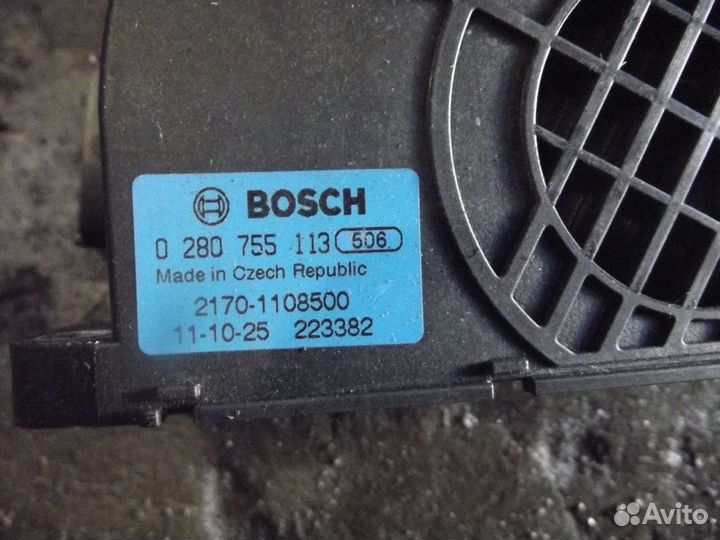 BOSCH
0 280 755 113 506
Made in Czech Republic
2170-1108500
11-10-25 223382
Avito